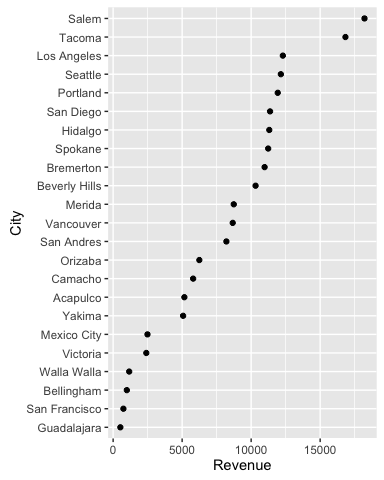 Salem
Tacoma
Los Angeles
Seattle
Portland
San Diego
Hidalgo
Spokane
Bremerton
Beverly Hills
Merida
Vancouver
San Andres
Orizaba
Camacho
Acapulco
Yakima
Mexico City
Victoria
Walla Walla
Bellingham
San Francisco
Guadalajara
City
0 5000 10000 15000
Revenue